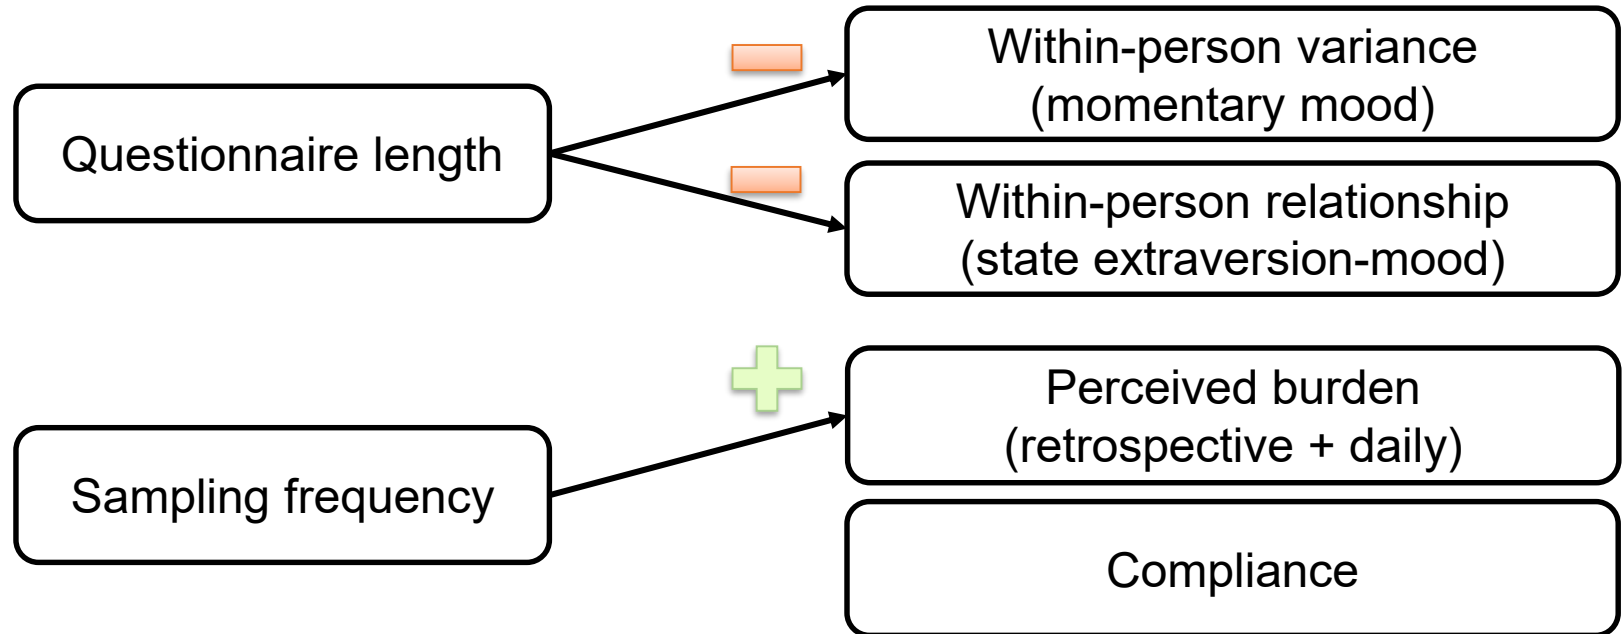 Questionnaire length
Within-person variance
(momentary mood)
Within-person relationship
(state extraversion-mood)
Sampling frequency
Perceived burden
(retrospective + daily)
Compliance